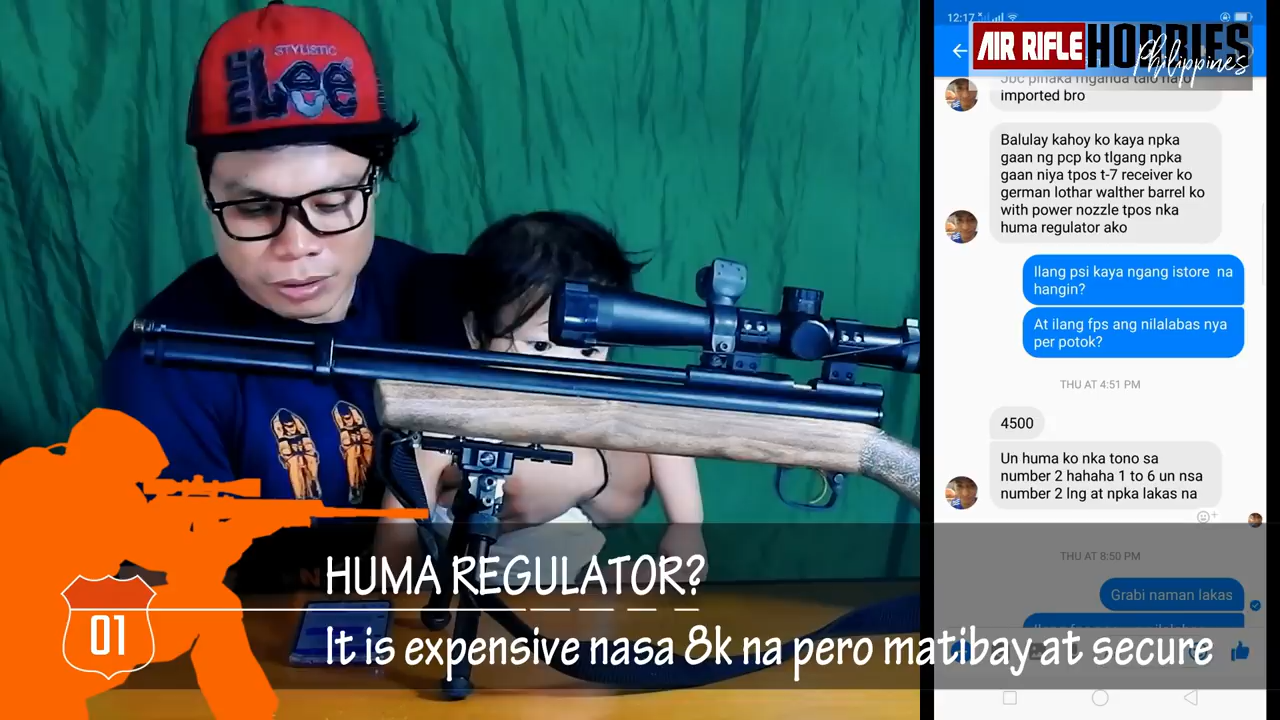 STYLISTIC
Lee
12:17
AIR RIFLE HOBBIES
Philippines
imported bro
Balulay kahoy ko kaya npka
gaan ng pcp ko tlgang npka
gaan niya tpos t-7 receiver ko
german lothar walther barrel ko
with power nozzle tpos nka
huma regulator ako
Ilang psi kaya ngang istore na
hangin?
At ilang fps ang nilalabas nya
per potok?
THU AT 4:51 PM
4500
Un huma ko nka tono sa
number 2 hahaha 1 to 6 un nsa
number 2 lng at npka lakas na
THU AT 8:50 PM
Grabi naman lakas
HUMA REGULATOR?
01
It is expensive nasa 8k na pero matibay at secure